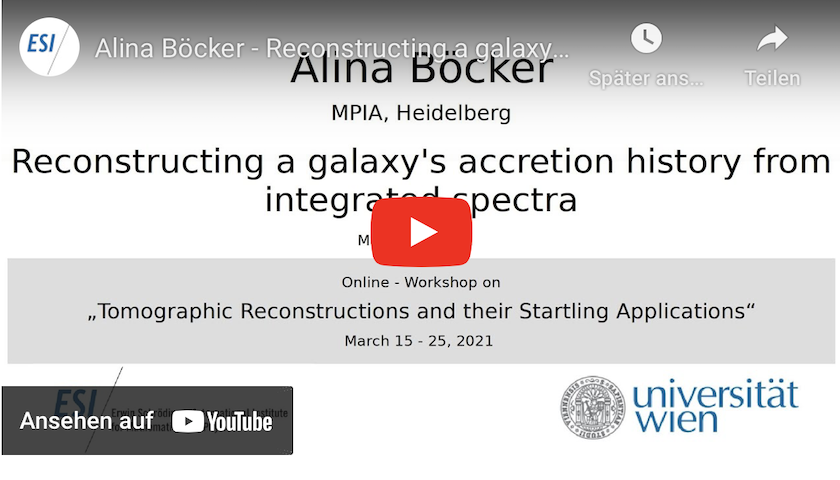 ESI
Alina Böcker - Reconstructing a galaxy…
Später ans…
Teilen
Alina Böcker
MPIA, Heidelberg
Reconstructing a galaxy's accretion history from
integrated spectra
Online - Workshop on
„Tomographic Reconstructions and their Startling Applications“
March 15 - 25, 2021
ESI
Ansehen auf YouTube
universität
wien